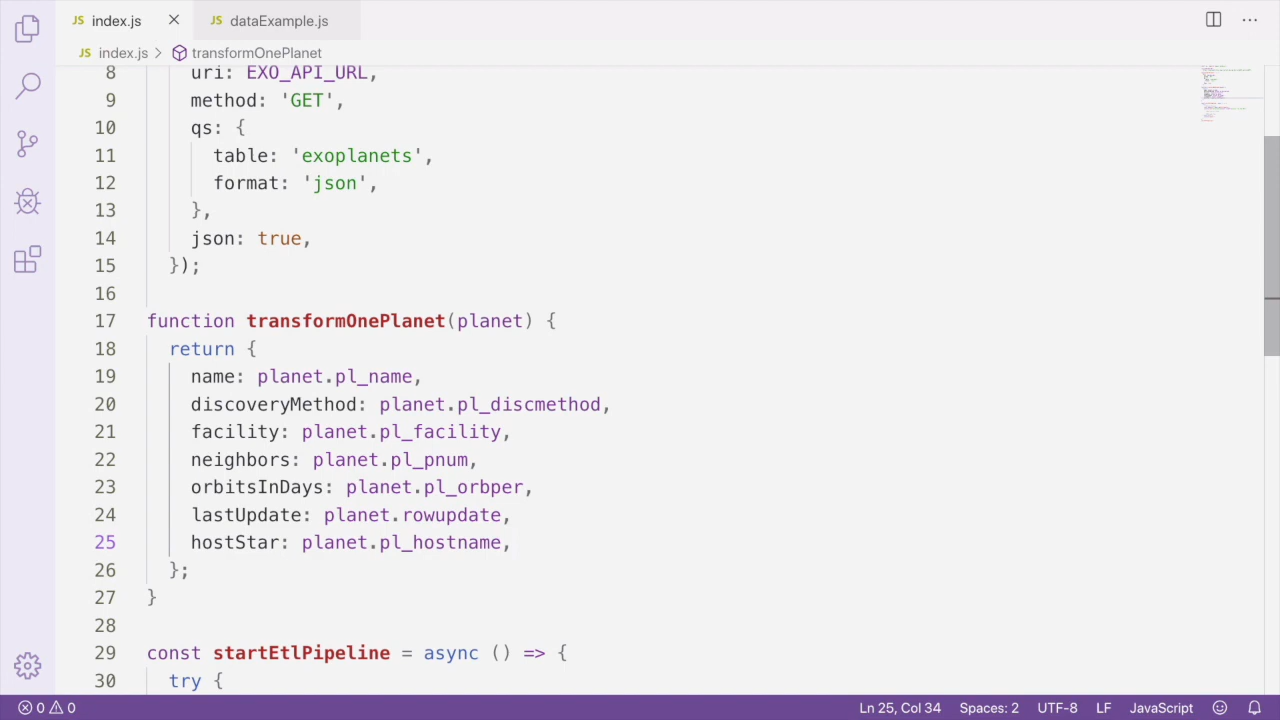 JS index.js × JS dataExample.js
JS index.js > transformOnePlanet
8 uri: EXO_API_URL,
9 method: 'GET',
10 qs: {
11 table: 'exoplanets',
12 format: 'json',
13 },
14 json: true,
15 });
16
17 function transformOnePlanet(planet) {
18 return {
19 name: planet.pl_name,
20 discoveryMethod: planet.pl_discmethod,
21 facility: planet.pl_facility,
22 neighbors: planet.pl_pnum,
23 orbitsInDays: planet.pl_orbper,
24 lastUpdate: planet.rowupdate,
25 hostStar: planet.pl_hostname,
26 };
27 }
28
29 const startEtlPipeline = async () => {
30 try {
0 0 Ln 25, Col 34 Spaces: 2 UTF-8 LF JavaScript